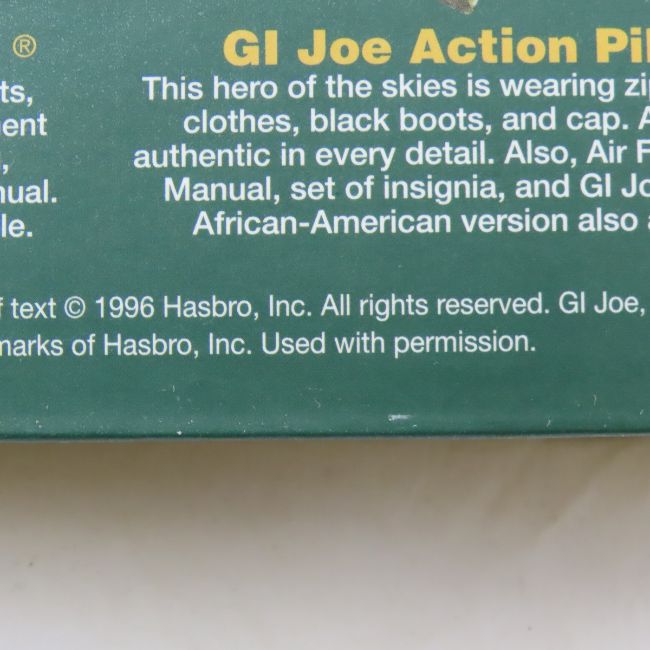 ®
ts,
ment
l,
nual.
le.
GI Joe Action Pil
This hero of the skies is wearing zip
clothes, black boots, and cap. A
authentic in every detail. Also, Air F
Manual, set of insignia, and GI Jo
African-American version also a
f text © 1996 Hasbro, Inc. All rights reserved. GI Joe,
marks of Hasbro, Inc. Used with permission.